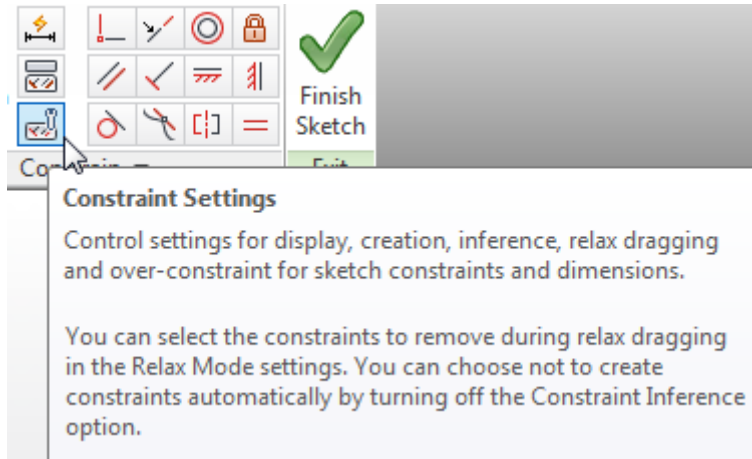 Finish
Sketch
Constraint Settings
Control settings for display, creation, inference, relax dragging
and over-constraint for sketch constraints and dimensions.
You can select the constraints to remove during relax dragging
in the Relax Mode settings. You can choose not to create
constraints automatically by turning off the Constraint Inference
option.